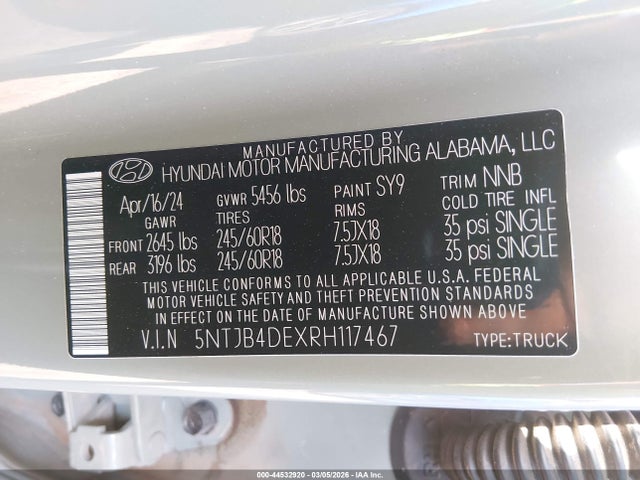 MANUFACTURED BY
HYUNDAI MOTOR MANUFACTURING ALABAMA, LLC
Apr/16/24 GVWR 5456 lbs PAINT SY9 TRIM NNB
GAWR TIRES RIMS COLD TIRE INFL
FRONT 2645 lbs 245/60R18 7.5JX18 35 psi SINGLE
REAR 3196 lbs 245/60R18 7.5JX18 35 psi SINGLE
THIS VEHICLE CONFORMS TO ALL APPLICABLE U.S.A. FEDERAL
MOTOR VEHICLE SAFETY AND THEFT PREVENTION STANDARDS
IN EFFECT ON THE DATE OF MANUFACTURE SHOWN ABOVE.
V.I.N 5NTJB4DEXRH117467 TYPE:TRUCK
000-44532920 - 03/05/2026 - IAA Inc.